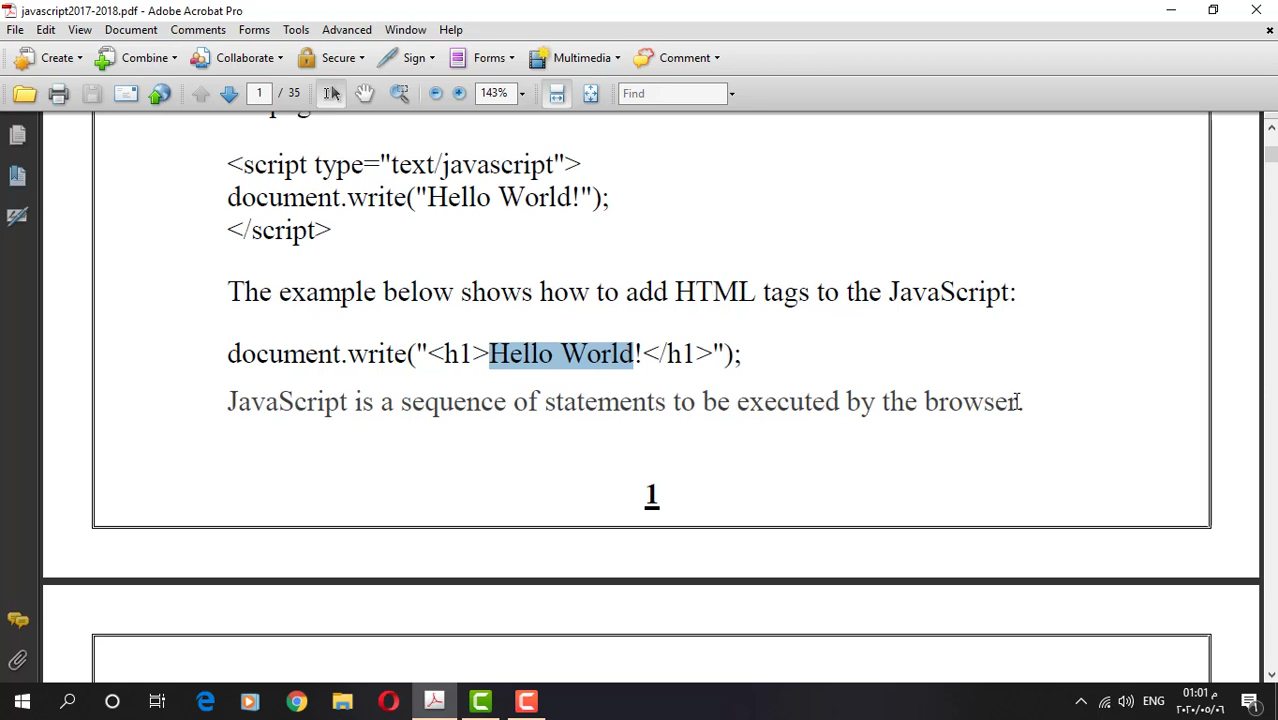 javascript2017-2018.pdf - Adobe Acrobat Pro
File Edit View Document Comments Forms Tools Advanced Window Help
Create Combine Collaborate Secure Sign Forms Multimedia Comment
1 / 35 143% Find
<script type="text/javascript">
document.write("Hello World!");
</script>
The example below shows how to add HTML tags to the JavaScript:
document.write("<h1>Hello World!</h1>");
JavaScript is a sequence of statements to be executed by the browser.
1
ENG
م 01:01
٢٠٢٠/٠٥/٠٦